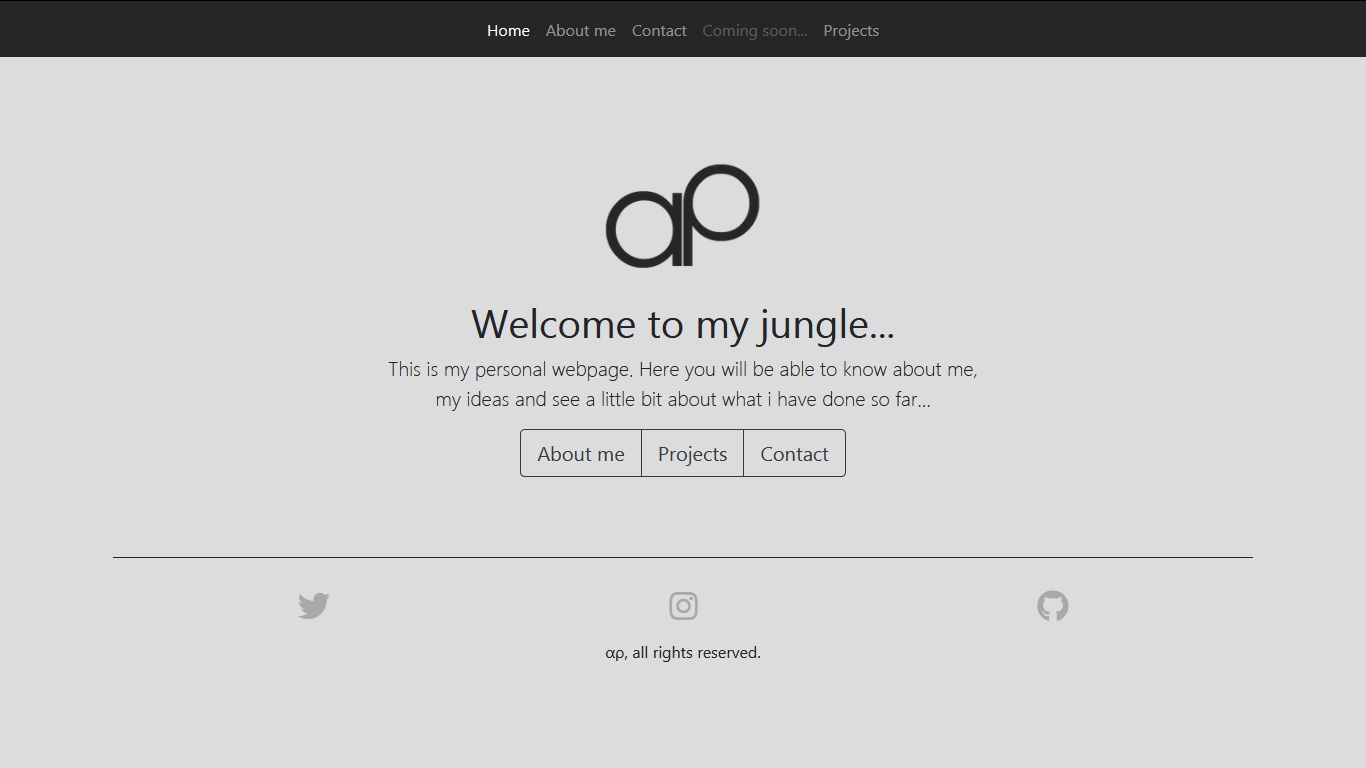 Home About me Contact Coming soon... Projects
αρ
Welcome to my jungle...
This is my personal webpage. Here you will be able to know about me,
my ideas and see a little bit about what i have done so far...
About me Projects Contact
αρ, all rights reserved.